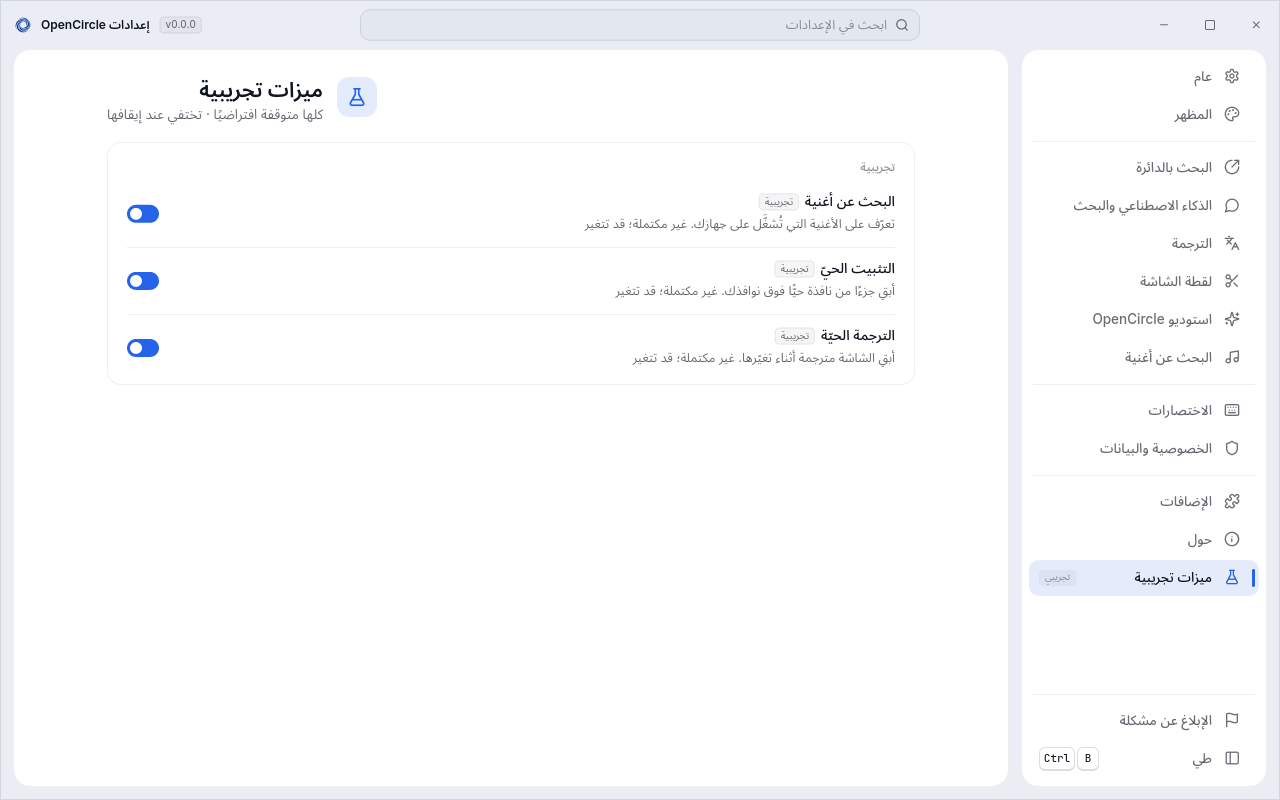 إعدادات OpenCircle
v0.0.0
ابحث في الإعدادات
عام
المظهر
البحث بالدائرة
الذكاء الاصطناعي والبحث
الترجمة
لقطة الشاشة
استوديو OpenCircle
البحث عن أغنية
الاختصارات
الخصوصية والبيانات
الإضافات
حول
ميزات تجريبية تجريبي
الإبلاغ عن مشكلة
طي Ctrl B
ميزات تجريبية
كلها متوقفة افتراضيًا · تختفي عند إيقافها
تجريبية
البحث عن أغنية تجريبية
تعرّف على الأغنية التي تُشغَّل على جهازك. غير مكتملة؛ قد تتغير
التثبيت الحيّ تجريبية
أبقِ جزءًا من نافذة حيًّا فوق نوافذك. غير مكتملة؛ قد تتغير
الترجمة الحيّة تجريبية
أبقِ الشاشة مترجمة أثناء تغيّرها. غير مكتملة؛ قد تتغير